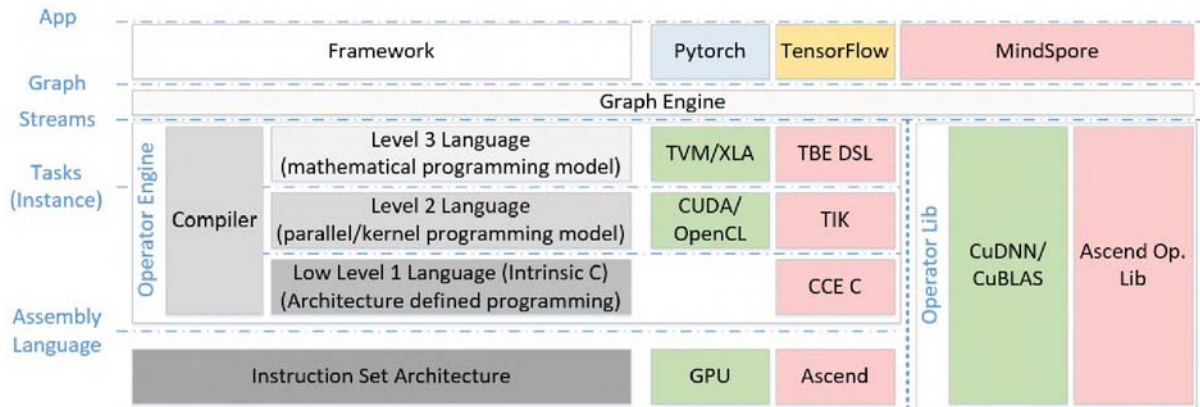 App
Framework
Pytorch
TensorFlow
MindSpore
Graph
Graph Engine
Streams
Operator Engine
Compiler
Level 3 Language
(mathematical programming model)
TVM/XLA
TBE DSL
Tasks
(Instance)
Level 2 Language
(parallel/kernel programming model)
CUDA/
OpenCL
TIK
Low Level 1 Language (Intrinsic C)
(Architecture defined programming)
CCE C
Operator Lib
CuDNN/
CuBLAS
Ascend Op.
Lib
Assembly
Language
Instruction Set Architecture
GPU
Ascend